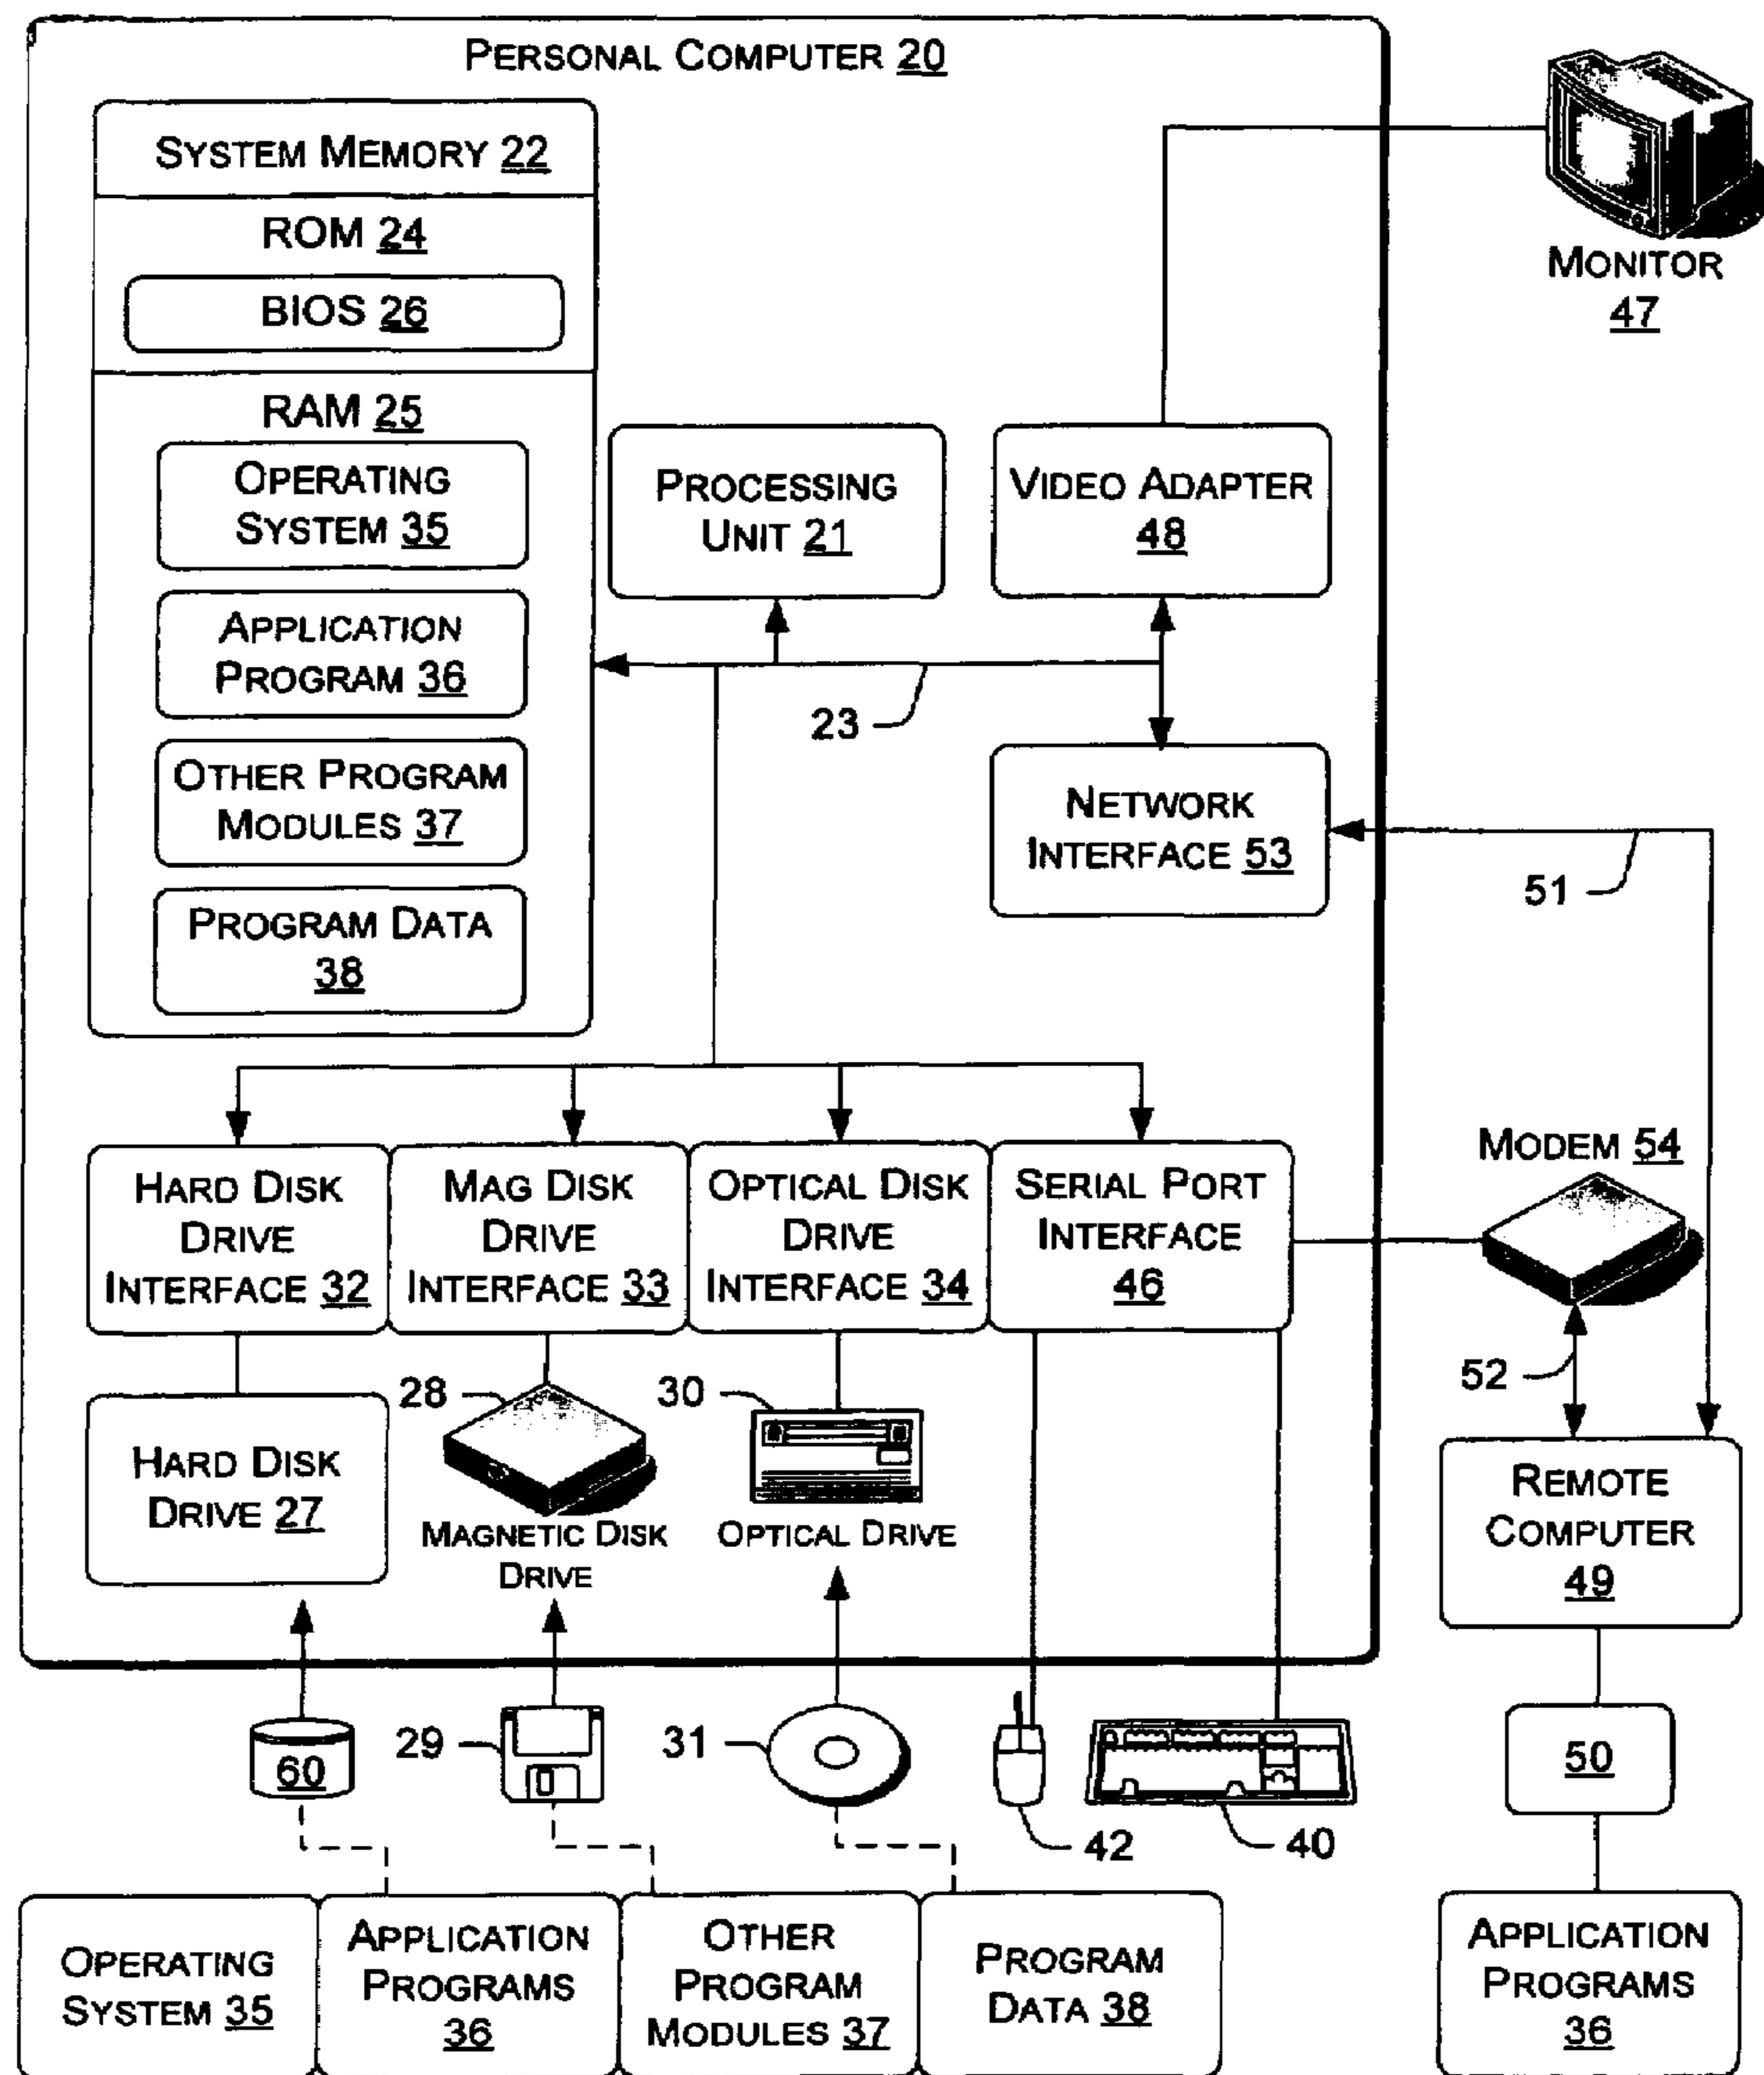 PERSONAL COMPUTER 20
SYSTEM MEMORY 22
ROM 24
BIOS 26
RAM 25
OPERATING
SYSTEM 35
APPLICATION
PROGRAM 36
OTHER PROGRAM
MODULES 37
PROGRAM DATA
38
PROCESSING
UNIT 21
VIDEO ADAPTER
48
MONITOR
47
23
NETWORK
INTERFACE 53
51
HARD DISK
DRIVE
INTERFACE 32
MAG DISK
DRIVE
INTERFACE 33
OPTICAL DISK
DRIVE
INTERFACE 34
SERIAL PORT
INTERFACE
46
MODEM 54
52
HARD DISK
DRIVE 27
28
MAGNETIC DISK
DRIVE
30
OPTICAL DRIVE
REMOTE
COMPUTER
49
60
29
31
42
40
50
OPERATING
SYSTEM 35
APPLICATION
PROGRAMS
36
OTHER
PROGRAM
MODULES 37
PROGRAM
DATA 38
APPLICATION
PROGRAMS
36